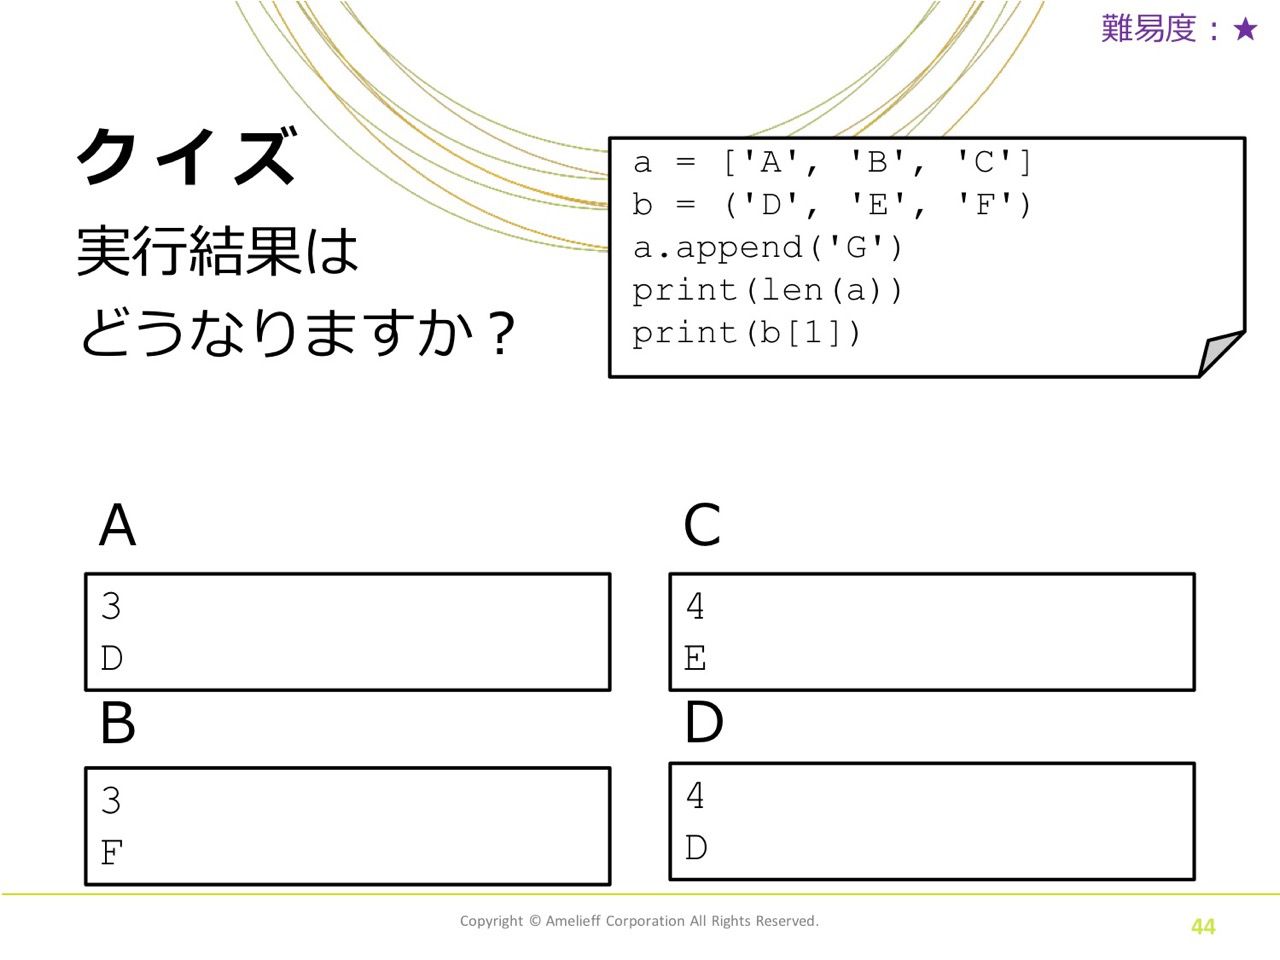 難易度：★
クイズ
実行結果は
どうなりますか？
a = ['A', 'B', 'C']
b = ('D', 'E', 'F')
a.append('G')
print(len(a))
print(b[1])
A
3
D
B
3
F
C
4
E
D
4
D
Copyright © Amelieff Corporation All Rights Reserved.
44